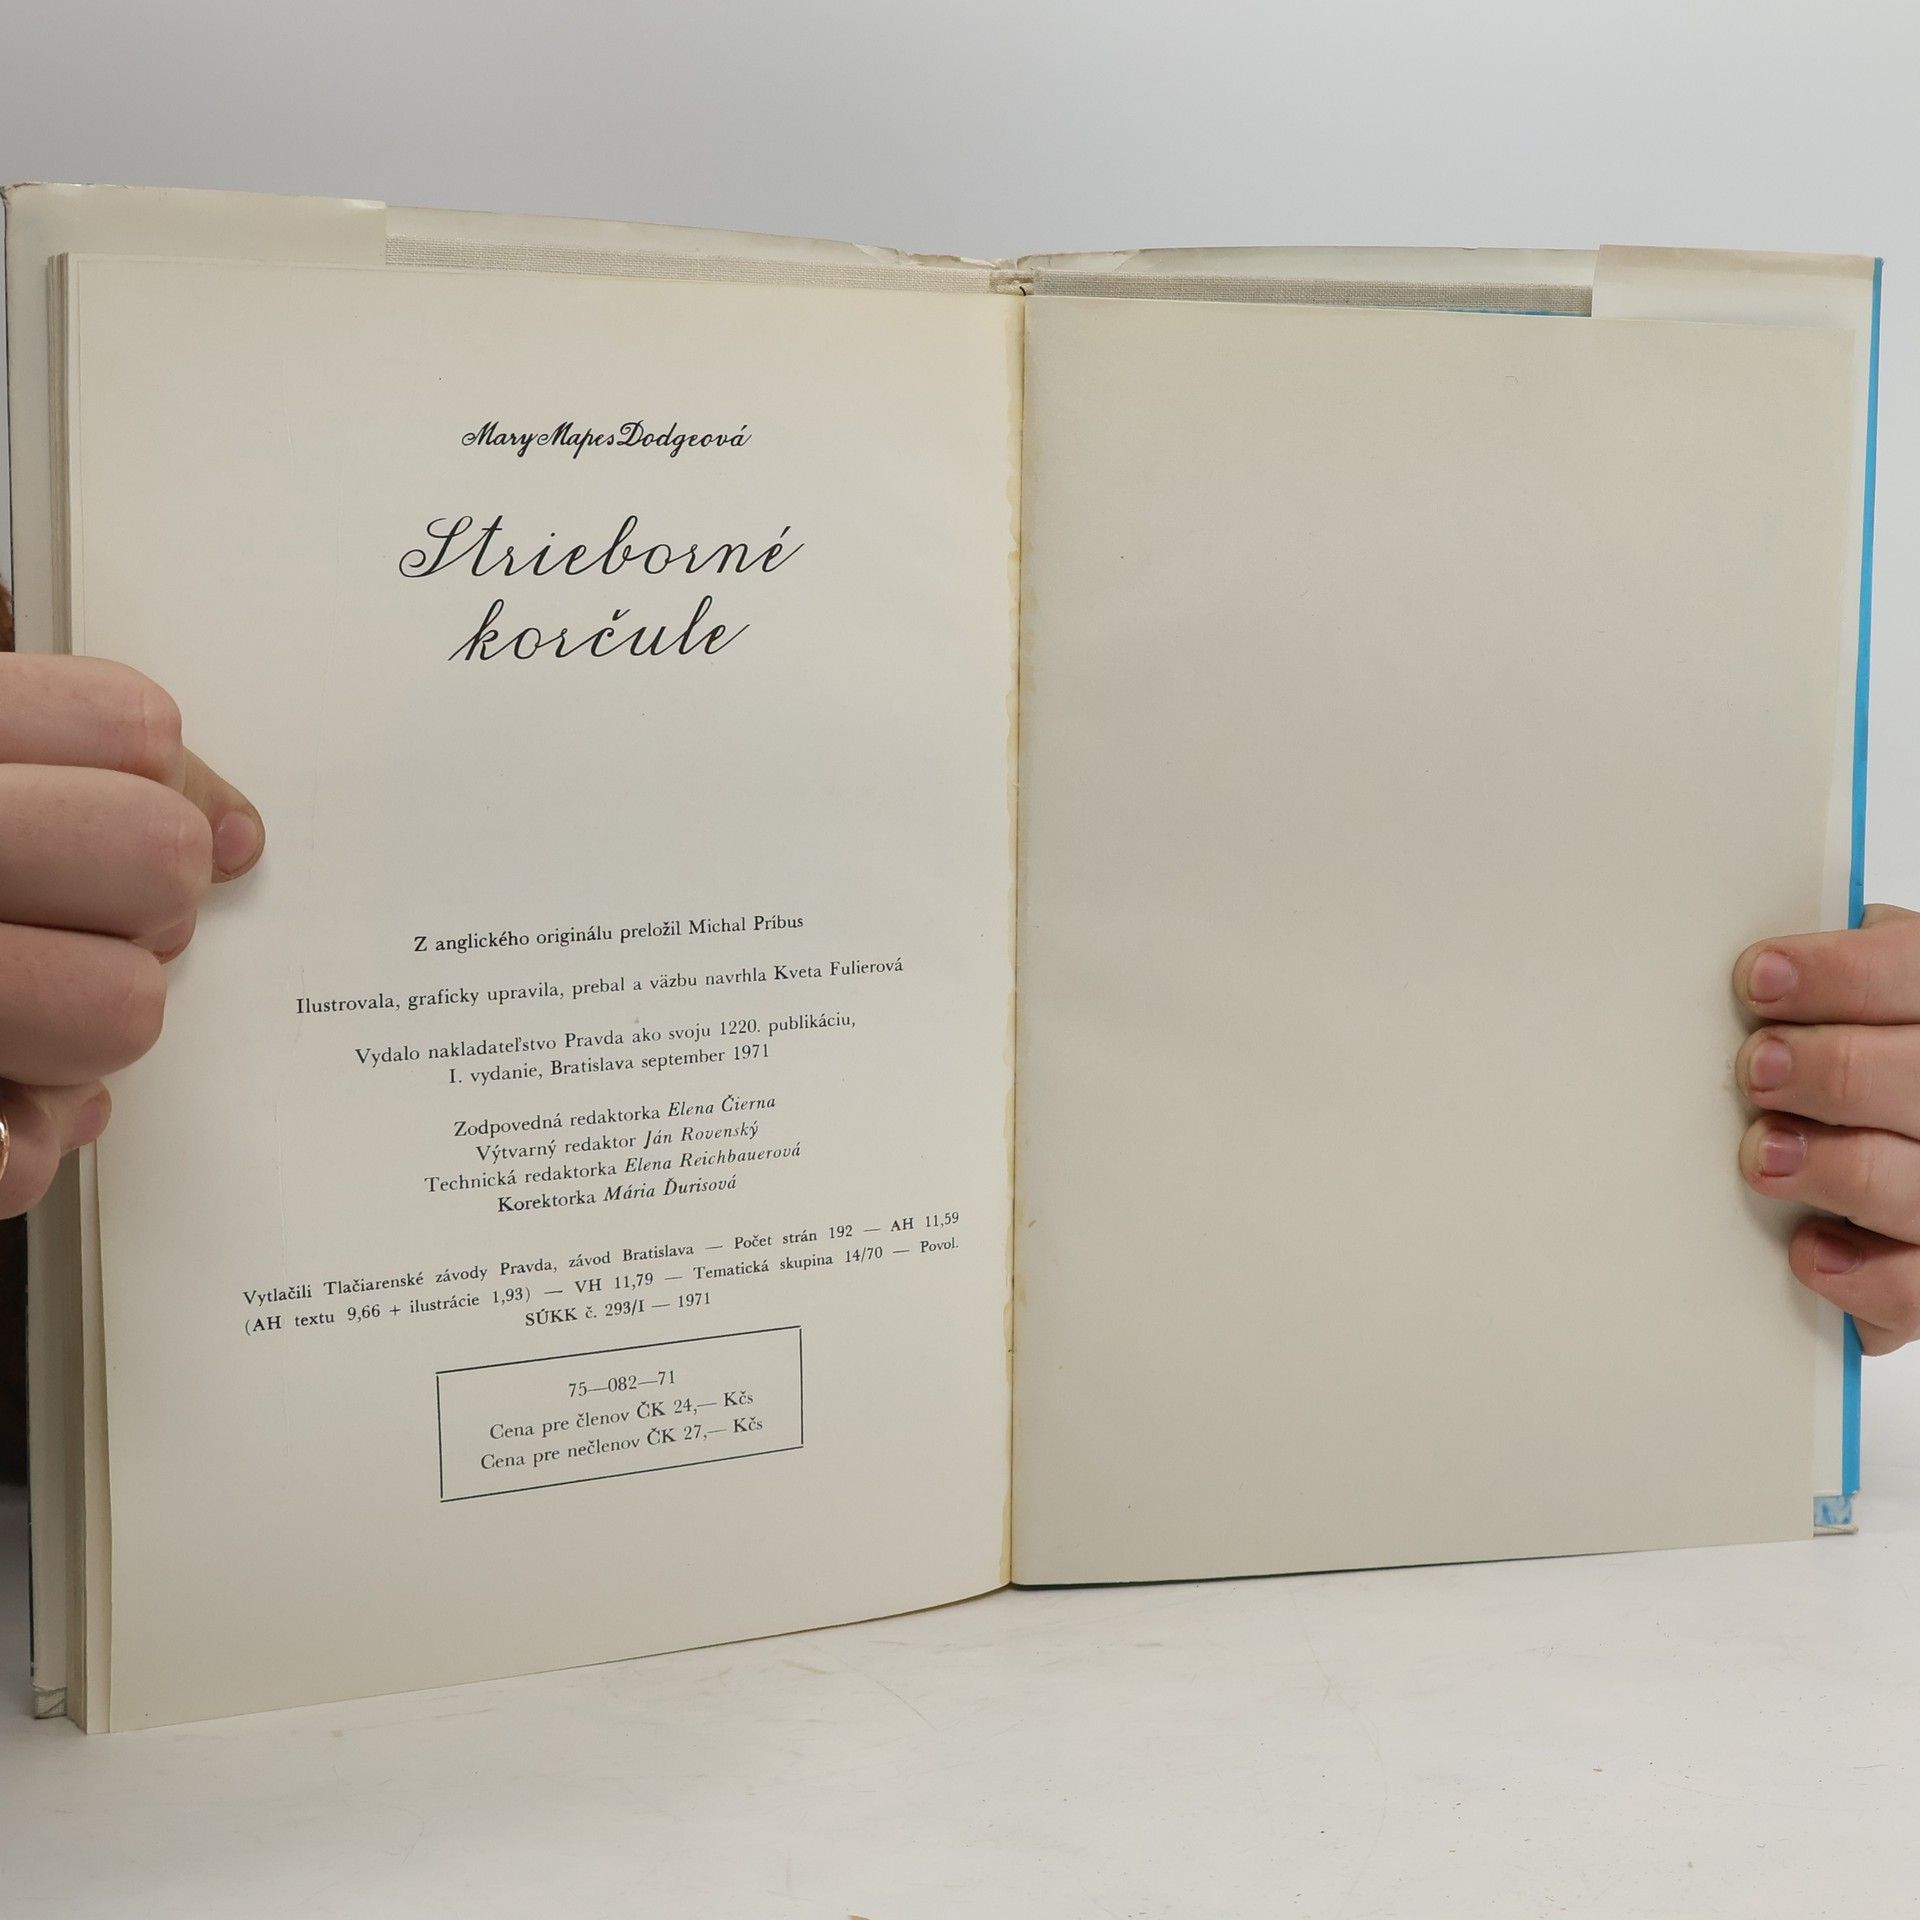 Mary Mapes Dodgeová
Strieborné
korčule
Z anglického originálu preložil Michal Príbus
Ilustrovala, graficky upravila, prebal a väzbu navrhla Kveta Fulierová
Vydalo nakladateľstvo Pravda ako svoju 1220. publikáciu,
I. vydanie, Bratislava september 1971
Zodpovedná redaktorka Elena Čierna
Výtvarný redaktor Ján Rovenský
Technická redaktorka Elena Reichbauerová
Korektorka Mária Ďurisová
Vytlačili Tlačiarenské závody Pravda, závod Bratislava — Počet strán 192 — AH 11,59
(AH textu 9,66 + ilustrácie 1,93) — VH 11,79 — Tematická skupina 14/70 — Povol.
SÚKK č. 293/I — 1971
75—082—71
Cena pre členov ČK 24,— Kčs
Cena pre nečlenov ČK 27,— Kčs